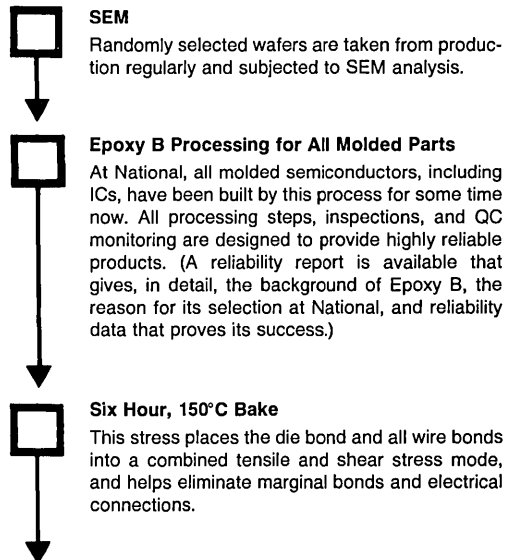 SEM
Randomly selected wafers are taken from produc-
tion regularly and subjected to SEM analysis.
Epoxy B Processing for All Molded Parts
At National, all molded semiconductors, including
ICs, have been built by this process for some time
now. All processing steps, inspections, and QC
monitoring are designed to provide highly reliable
products. (A reliability report is available that
gives, in detail, the background of Epoxy B, the
reason for its selection at National, and reliability
data that proves its success.)
Six Hour, 150°C Bake
This stress places the die bond and all wire bonds
into a combined tensile and shear stress mode,
and helps eliminate marginal bonds and electrical
connections.